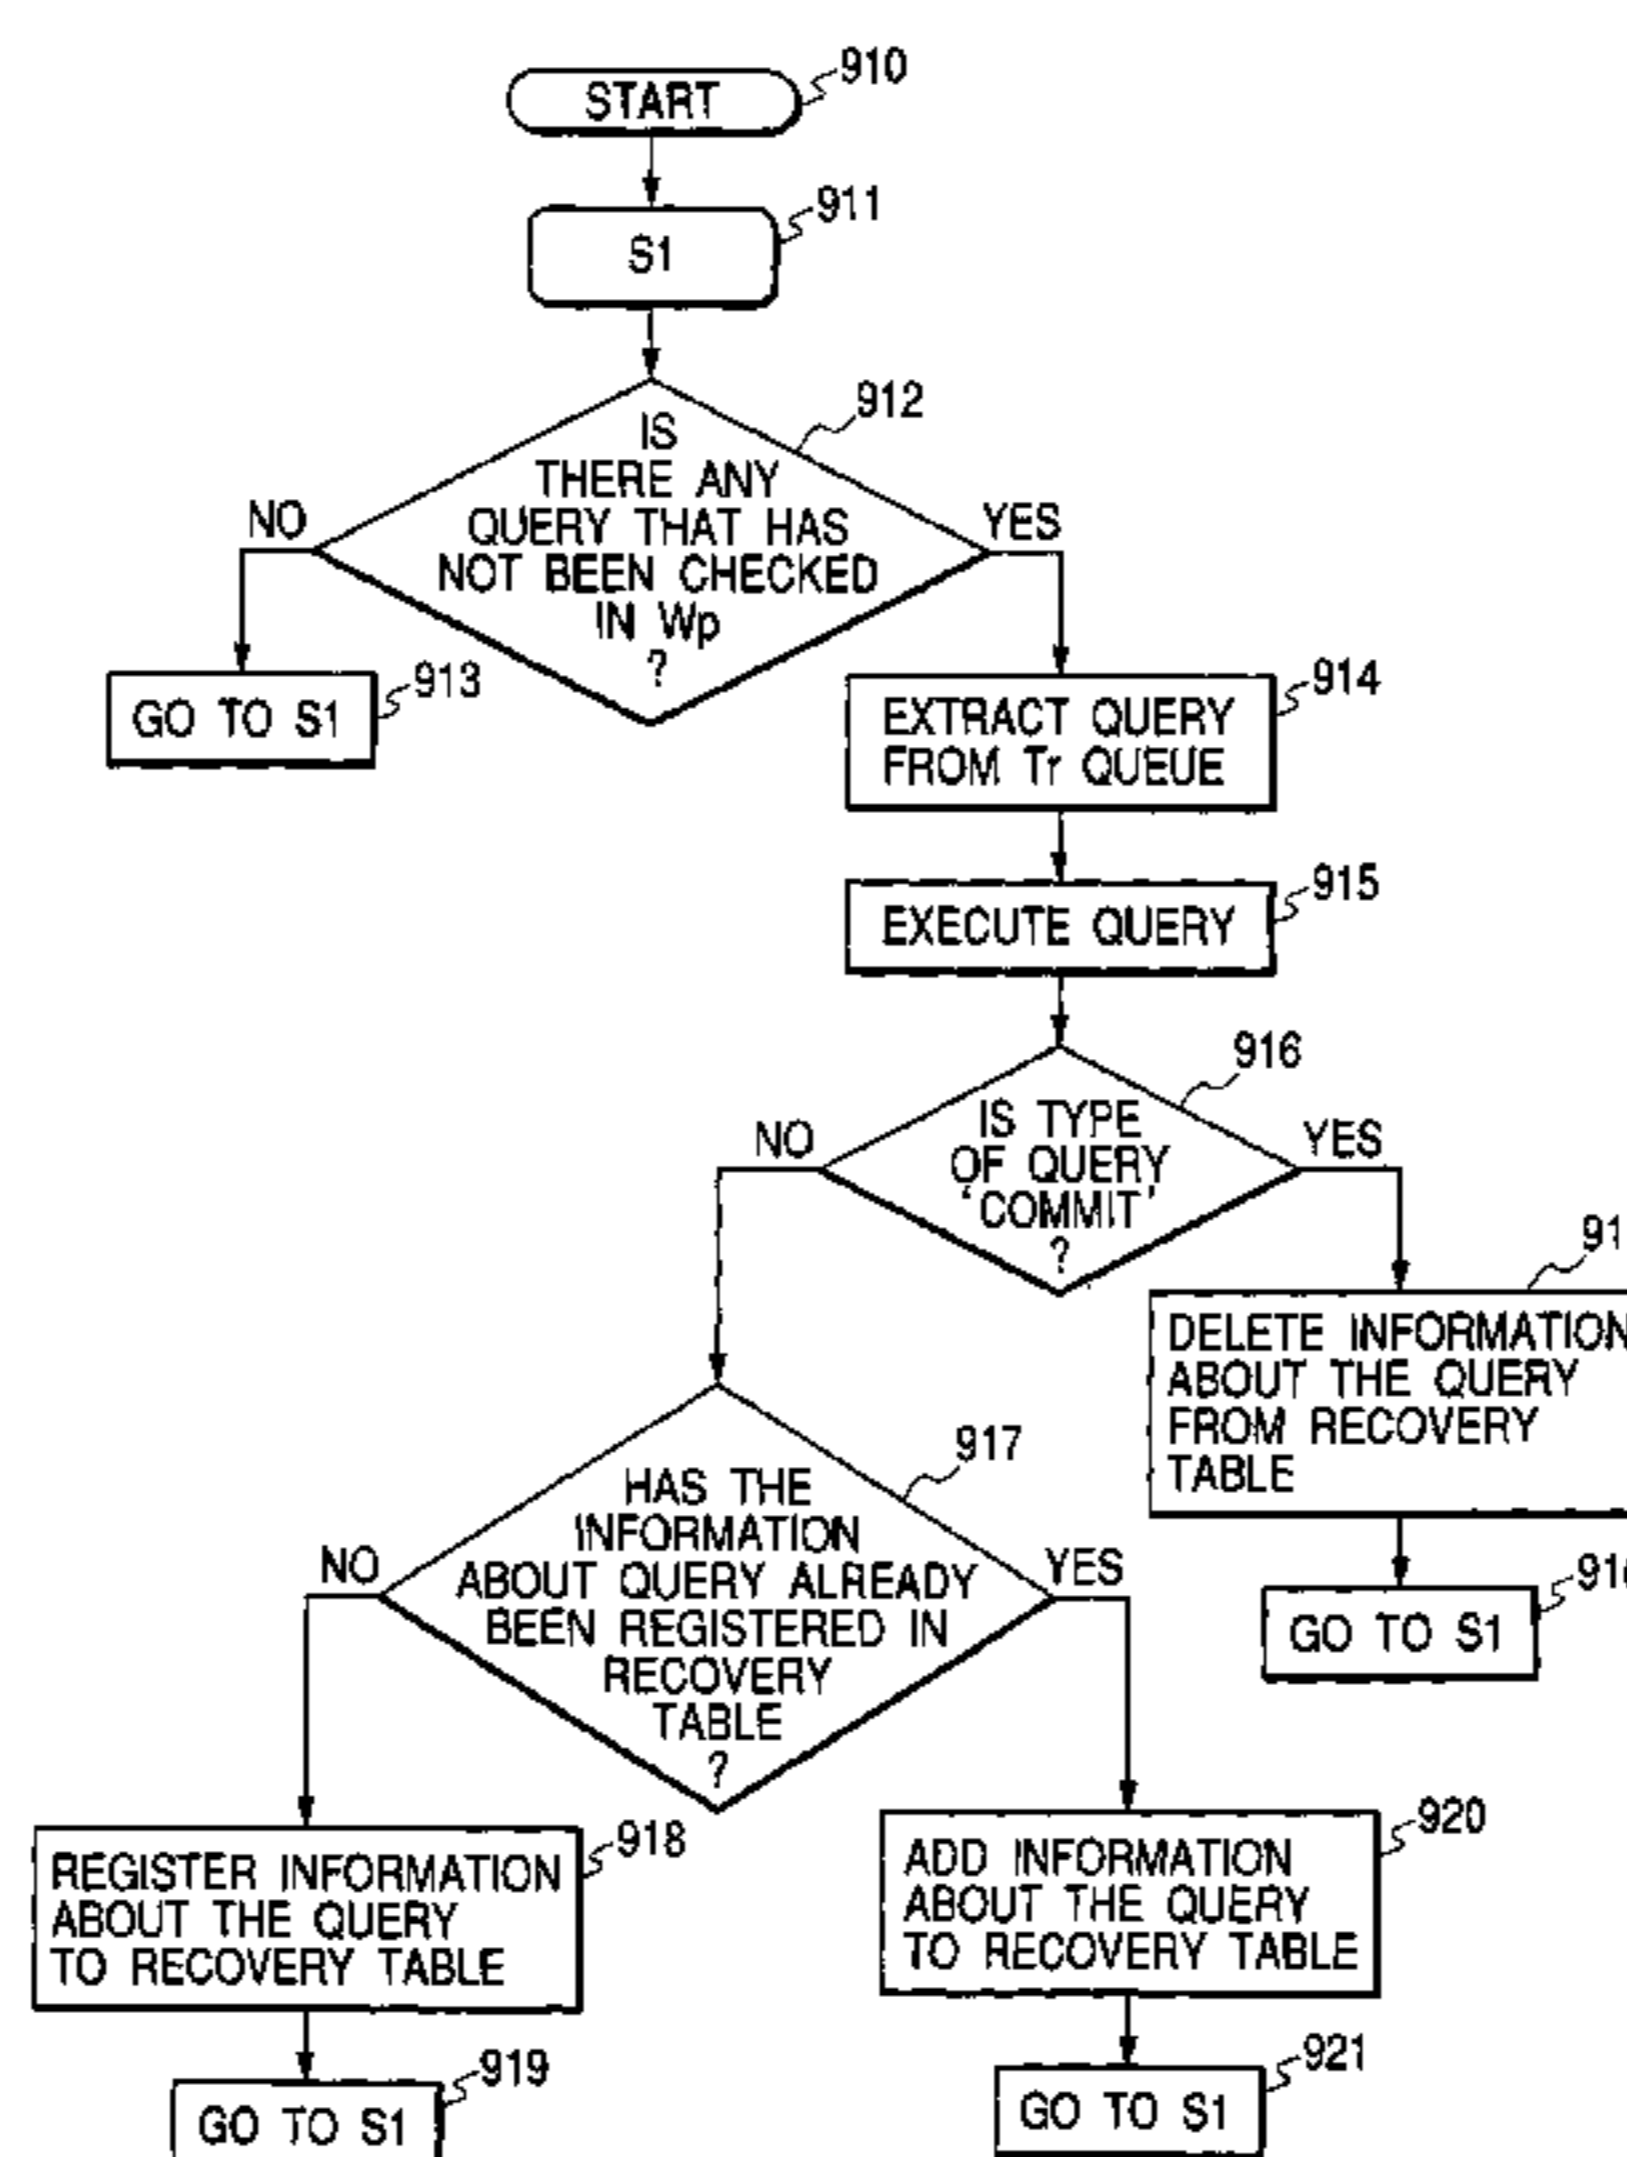 START
910
S1
911
912
IS
THERE ANY
QUERY THAT HAS
NOT BEEN CHECKED
IN Wp
?
NO
YES
GO TO S1
913
EXTRACT QUERY
FROM Tr QUEUE
914
EXECUTE QUERY
915
916
IS TYPE
OF QUERY
'COMMIT'
?
NO
YES
DELETE INFORMATION
ABOUT THE QUERY
FROM RECOVERY
TABLE
GO TO S1
917
HAS THE
INFORMATION
ABOUT QUERY ALREADY
BEEN REGISTERED IN
RECOVERY
TABLE
?
NO
YES
REGISTER INFORMATION
ABOUT THE QUERY
TO RECOVERY TABLE
918
GO TO S1
919
ADD INFORMATION
ABOUT THE QUERY
TO RECOVERY TABLE
920
GO TO S1
921